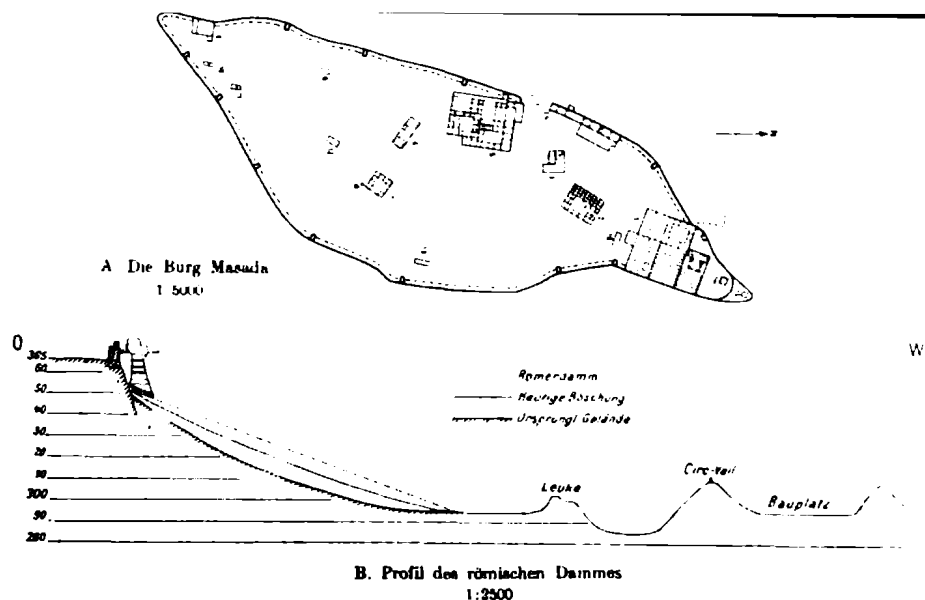 A Die Burg Masada
1 5000
O
W
365
60
50
40
30
20
10
300
90
280
Römerdamm
Heutige Böschung
Ursprüngl. Gelände
Leuke
Circ-Vall
Bauplatz
B. Profil des römischen Dammes
1:2500